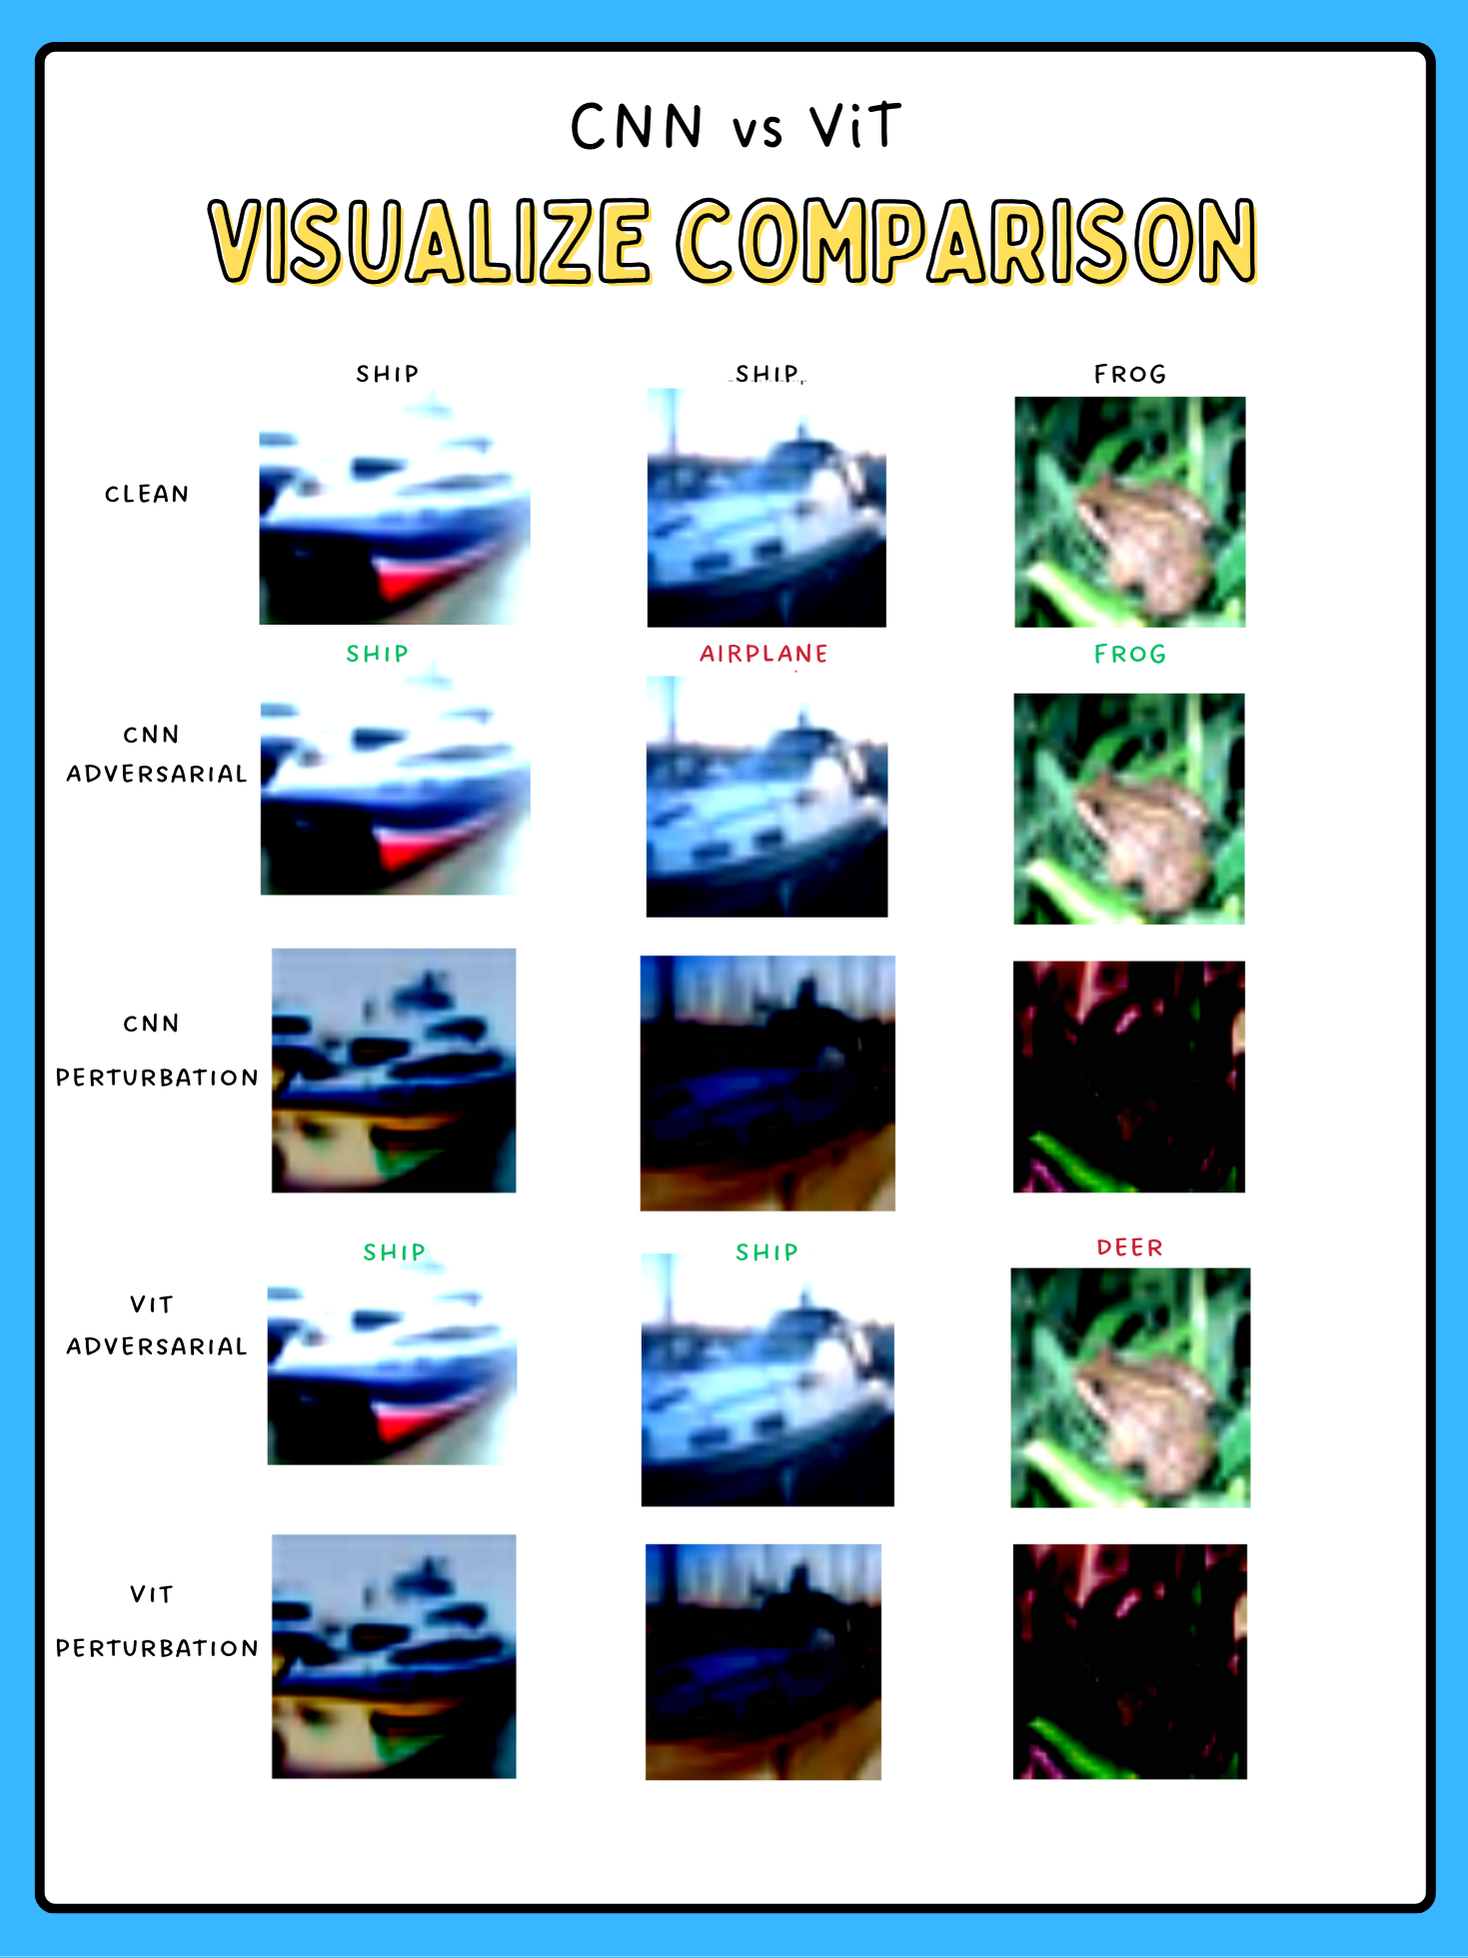 CNN vs ViT
VISUALIZE COMPARISON
SHIP SHIP FROG
CLEAN
SHIP AIRPLANE FROG
CNN
ADVERSARIAL
CNN
PERTURBATION
SHIP SHIP DEER
VIT
ADVERSARIAL
VIT
PERTURBATION